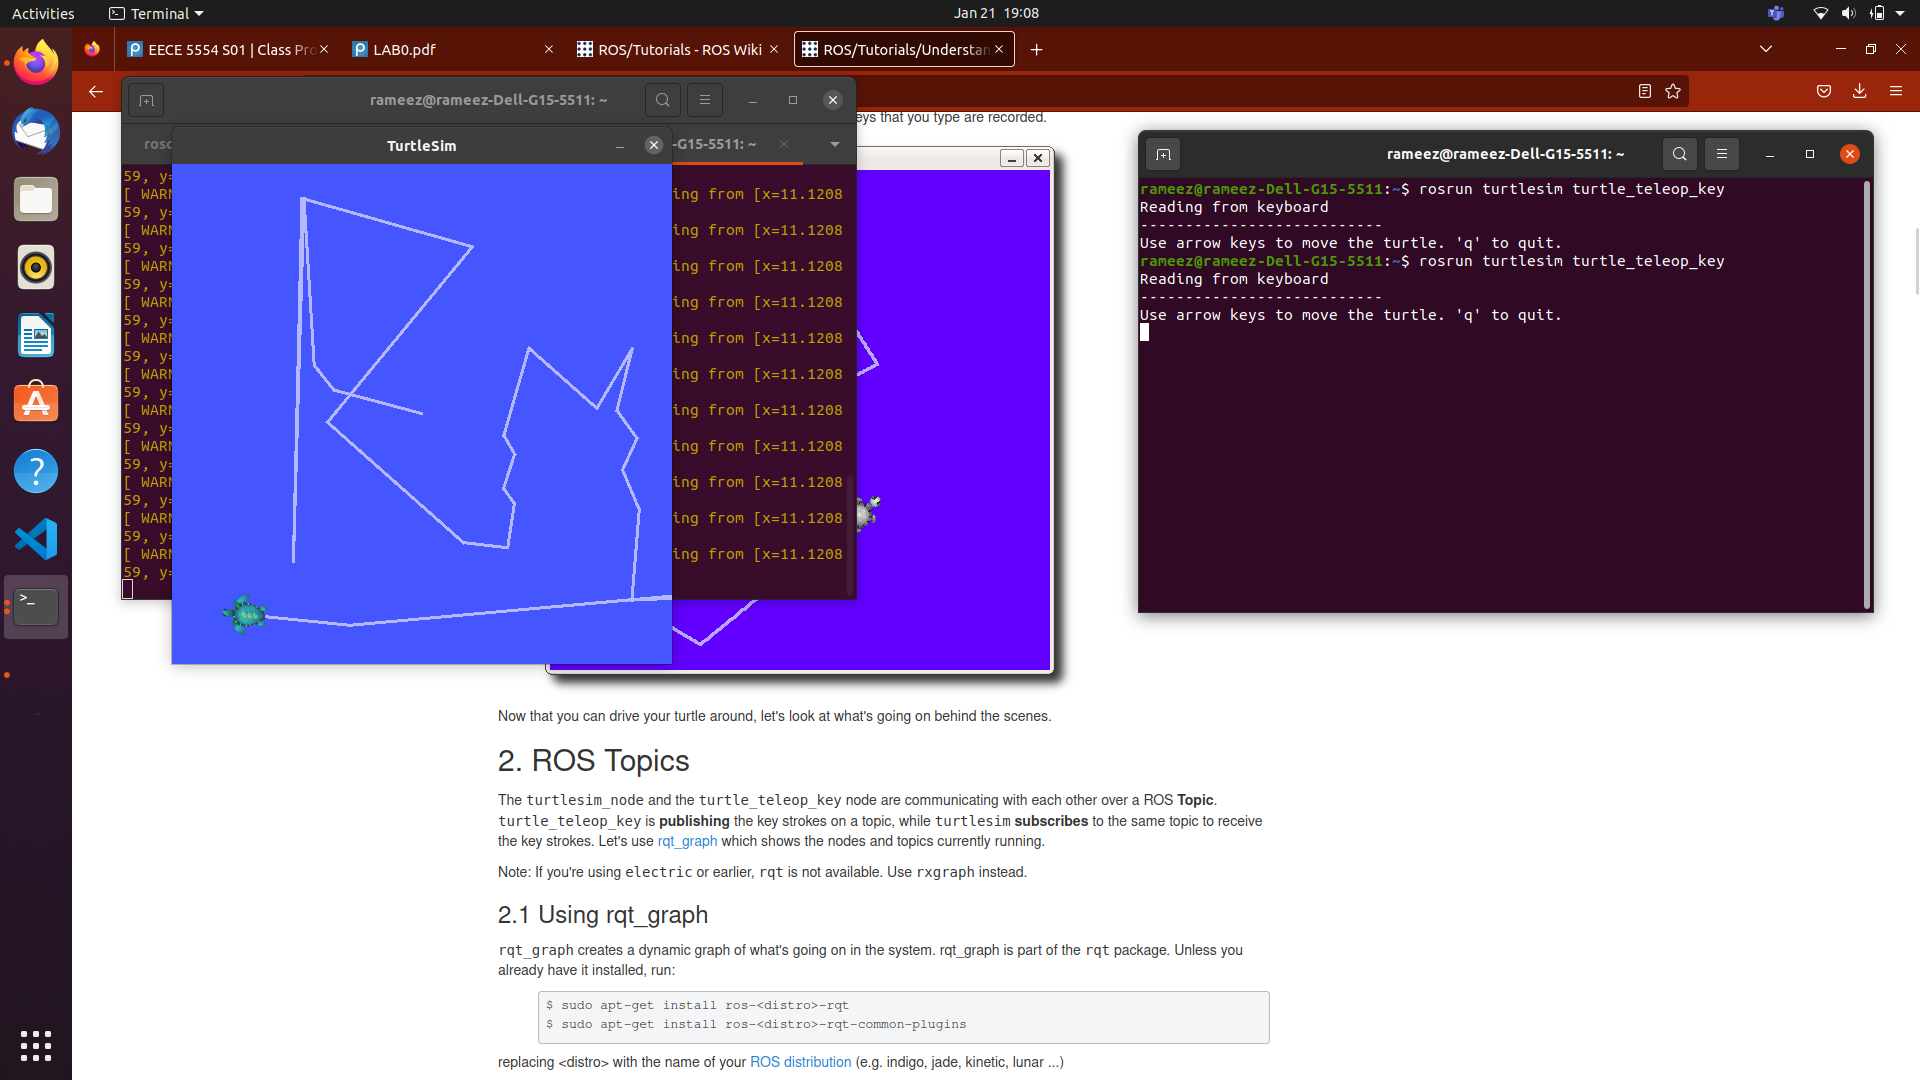 Activities
Terminal
Jan 21 19:08
EECE 5554 S01 | Class Pro
LAB0.pdf
ROS/Tutorials - ROS Wiki
ROS/Tutorials/Understan
rameez@rameez-Dell-G15-5511: ~
eys that you type are recorded.
rosc
-G15-5511: ~
TurtleSim
59, y=
[ WARN
ing from [x=11.1208
59, y=
[ WARN
ing from [x=11.1208
59, y=
[ WARN
ing from [x=11.1208
59, y=
[ WARN
ing from [x=11.1208
59, y=
[ WARN
ing from [x=11.1208
59, y=
[ WARN
ing from [x=11.1208
59, y=
[ WARN
ing from [x=11.1208
59, y=
[ WARN
ing from [x=11.1208
59, y=
[ WARN
ing from [x=11.1208
59, y=
[ WARN
ing from [x=11.1208
59, y=
[ WARN
ing from [x=11.1208
59, y=
rameez@rameez-Dell-G15-5511: ~
rameez@rameez-Dell-G15-5511:~$ rosrun turtlesim turtle_teleop_key
Reading from keyboard
---------------------------
Use arrow keys to move the turtle. 'q' to quit.
rameez@rameez-Dell-G15-5511:~$ rosrun turtlesim turtle_teleop_key
Reading from keyboard
---------------------------
Use arrow keys to move the turtle. 'q' to quit.
Now that you can drive your turtle around, let's look at what's going on behind the scenes.
2. ROS Topics
The turtlesim_node and the turtle_teleop_key node are communicating with each other over a ROS Topic.
turtle_teleop_key is publishing the key strokes on a topic, while turtlesim subscribes to the same topic to receive
the key strokes. Let's use rqt_graph which shows the nodes and topics currently running.
Note: If you're using electric or earlier, rqt is not available. Use rxgraph instead.
2.1 Using rqt_graph
rqt_graph creates a dynamic graph of what's going on in the system. rqt_graph is part of the rqt package. Unless you
already have it installed, run:
$ sudo apt-get install ros-<distro>-rqt
$ sudo apt-get install ros-<distro>-rqt-common-plugins
replacing <distro> with the name of your ROS distribution (e.g. indigo, jade, kinetic, lunar ...)